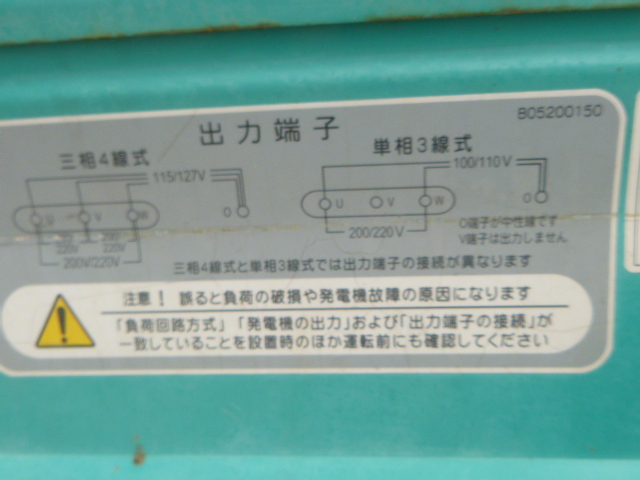 B05200150
出力端子
三相4線式
115/127V
U
V
W
O
200/220V
200/220V
200V/220V
単相3線式
100/110V
U
V
W
O
200/220V
O端子が中性線です
V端子は出力しません
三相4線式と単相3線式では出力端子の接続が異なります
注意! 誤ると負荷の破損や発電機故障の原因になります
「負荷回路方式」「発電機の出力」および「出力端子の接続」が
一致していることを設置時のほか運転前にも確認してください